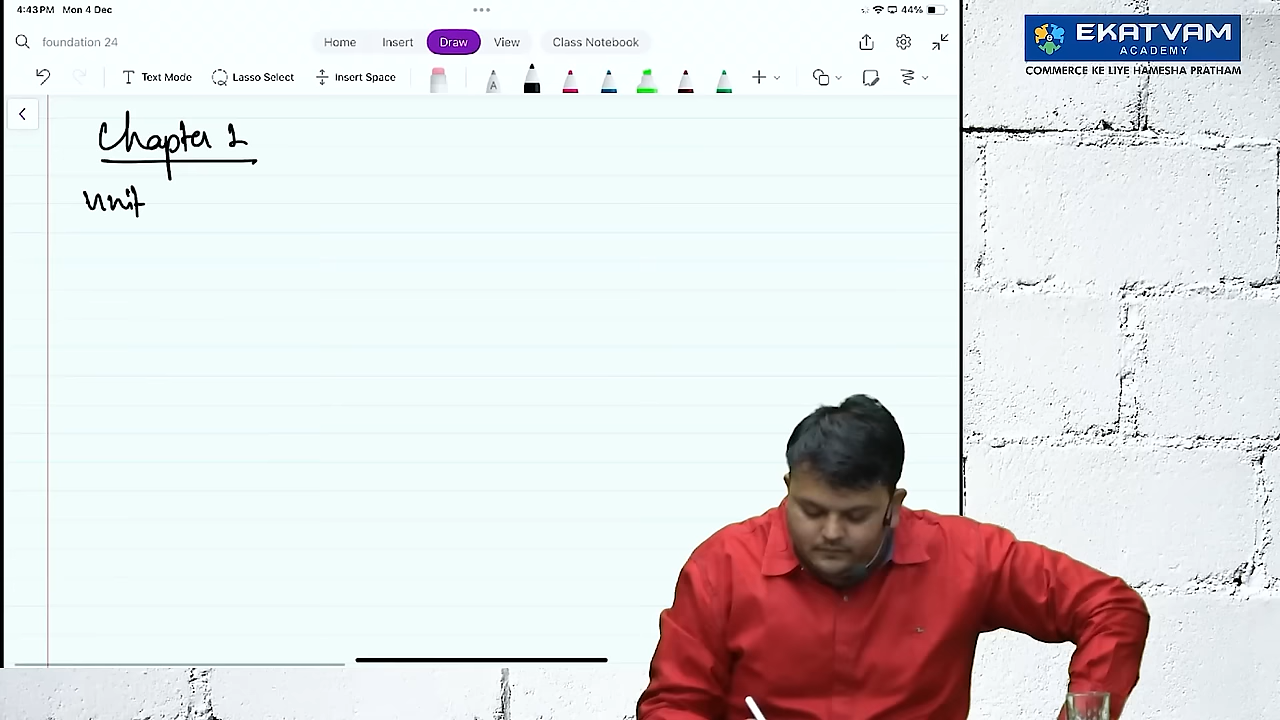 4:43 PM Mon 4 Dec
44%
foundation 24
Home Insert Draw View Class Notebook
Text Mode Lasso Select Insert Space
A
EKATVAM
ACADEMY
COMMERCE KE LIYE HAMESHA PRATHAM
Chapter 1
Unit